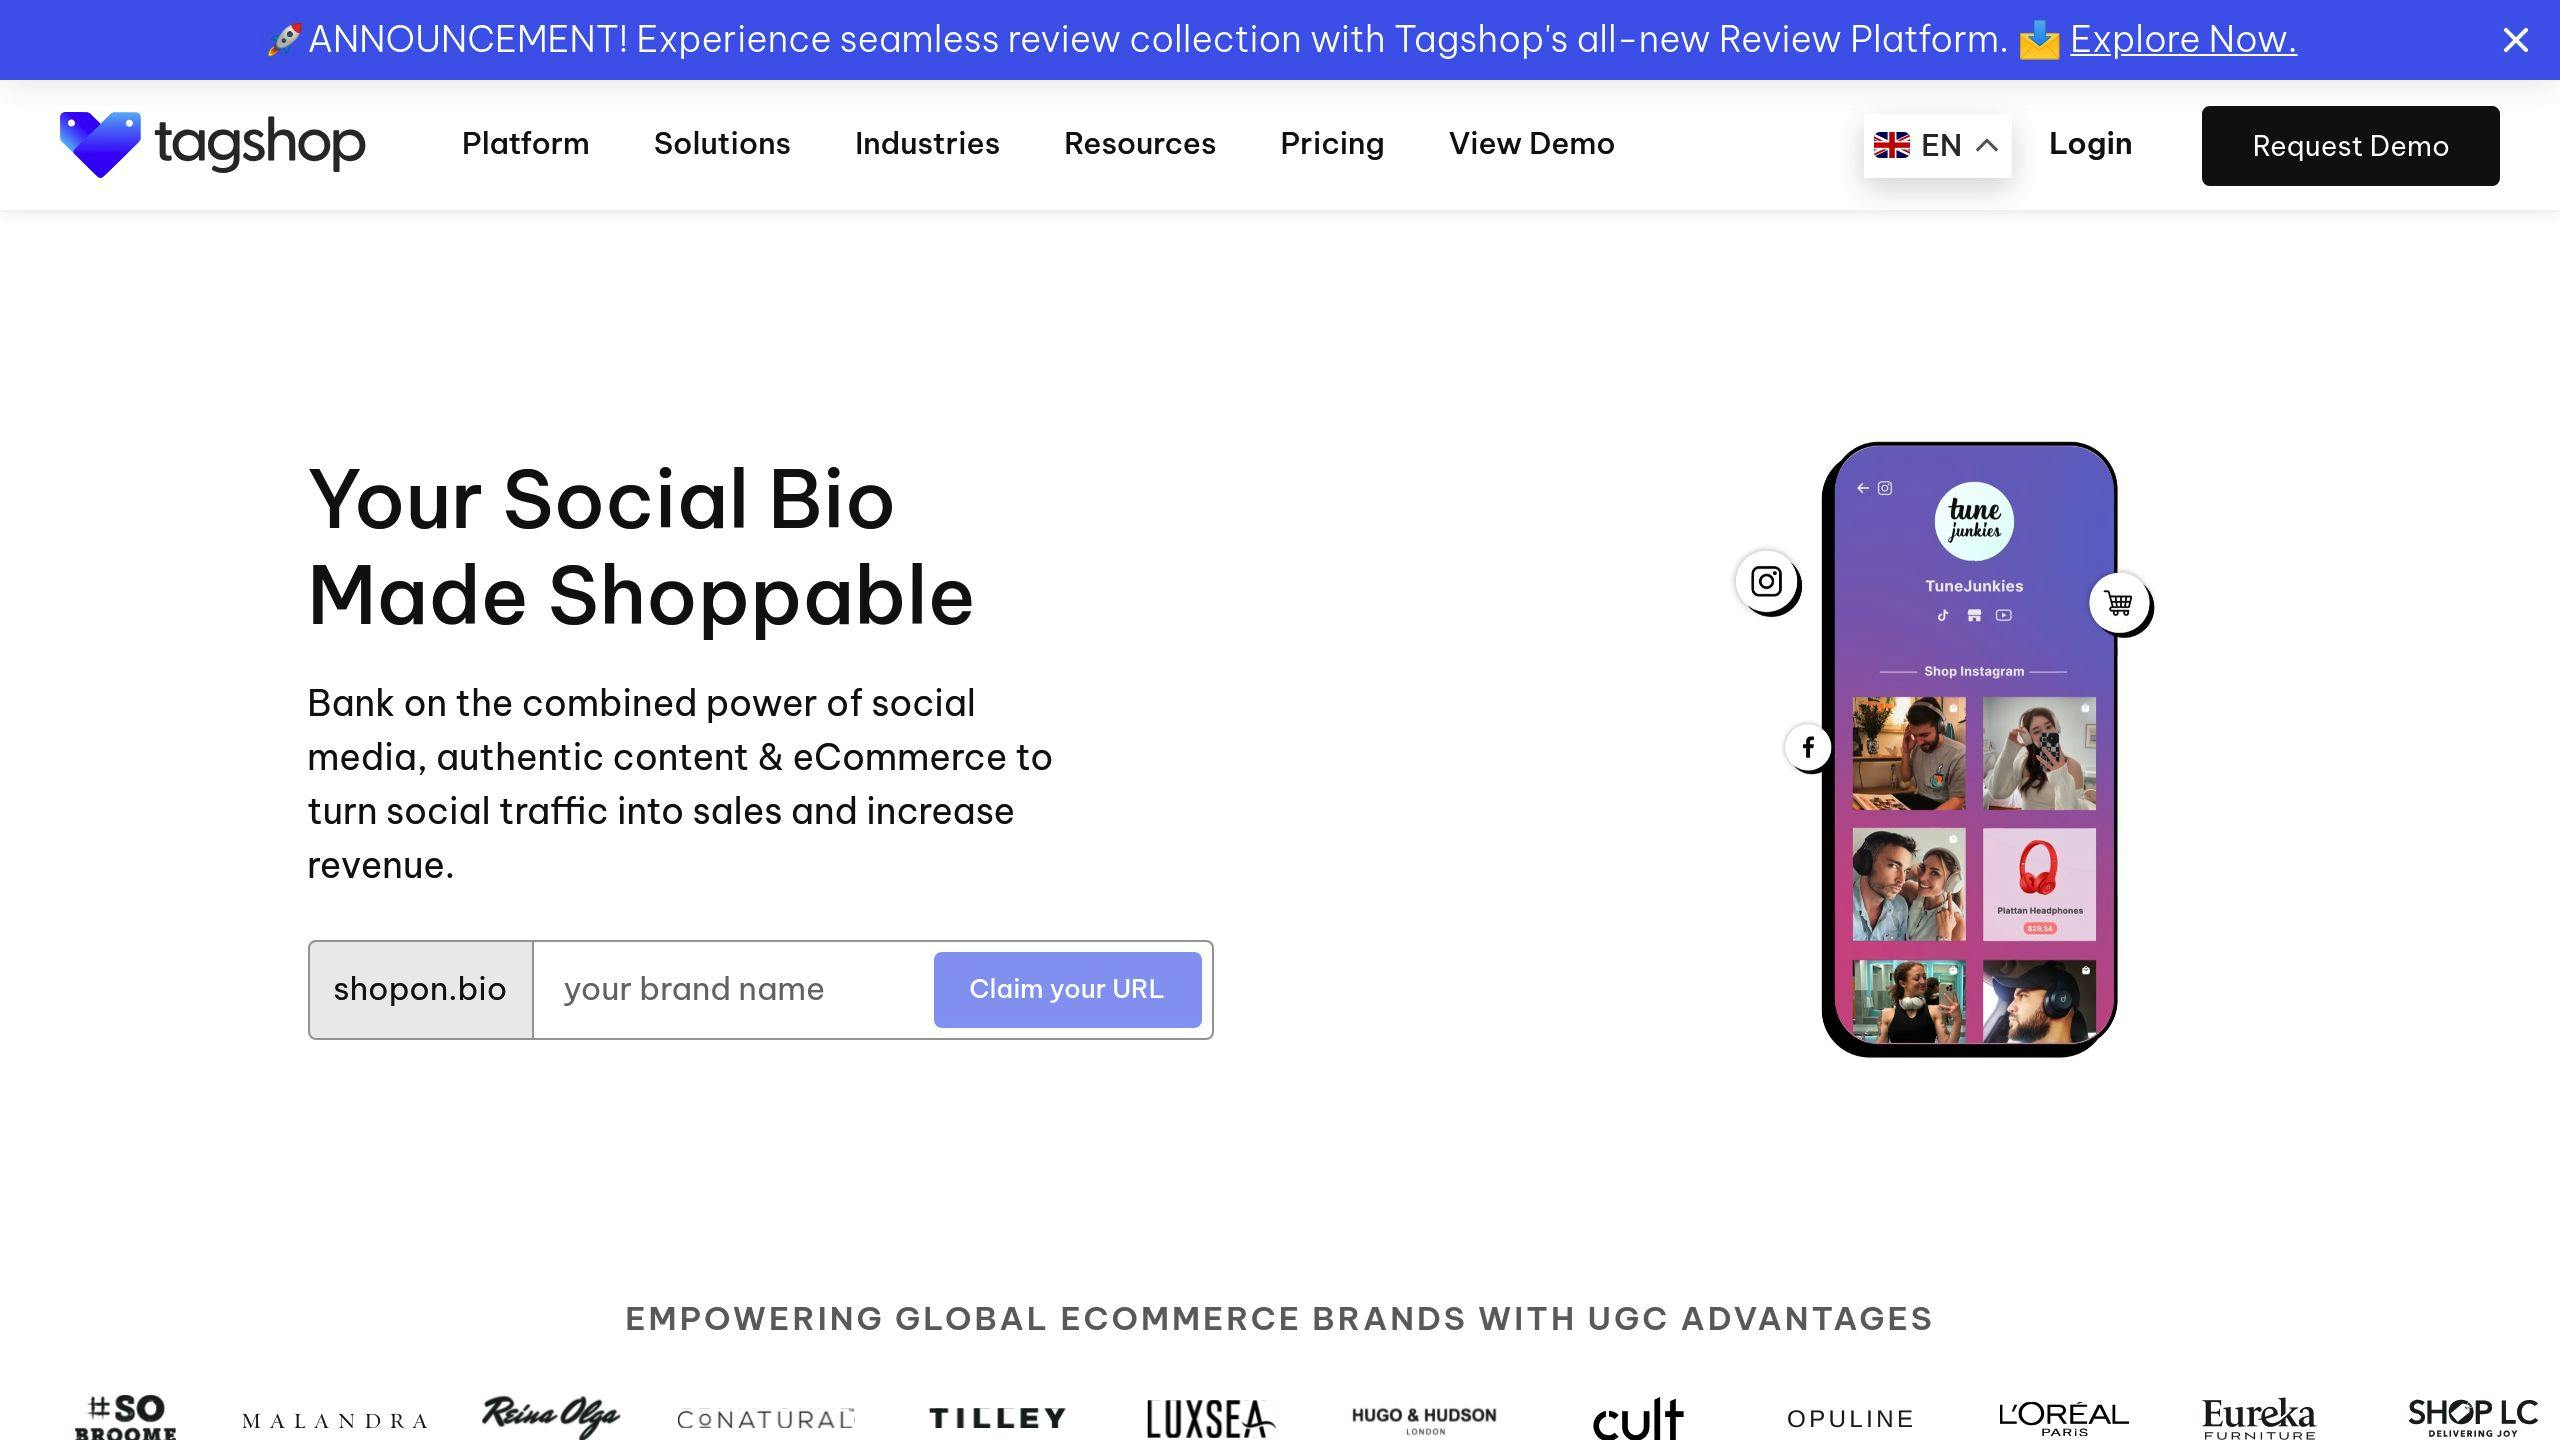 🚀 ANNOUNCEMENT! Experience seamless review collection with Tagshop's all-new Review Platform. 📩 Explore Now.
tagshop
Platform
Solutions
Industries
Resources
Pricing
View Demo
EN
Login
Request Demo
Your Social Bio
Made Shoppable
Bank on the combined power of social
media, authentic content & eCommerce to
turn social traffic into sales and increase
revenue.
shopon.bio
your brand name
Claim your URL
tune
junkies
TuneJunkies
Shop Instagram
Plattan Headphones
$29.34
EMPOWERING GLOBAL ECOMMERCE BRANDS WITH UGC ADVANTAGES
#SO
BROOME
MALANDRA
Reina Olga
CONATURAL
TILLEY
LUXSEA
HUGO & HUDSON
LONDON
cult
OPULINE
L'ORÉAL
PARIS
Eureka
FURNITURE
SHOP LC
DELIVERING JOY